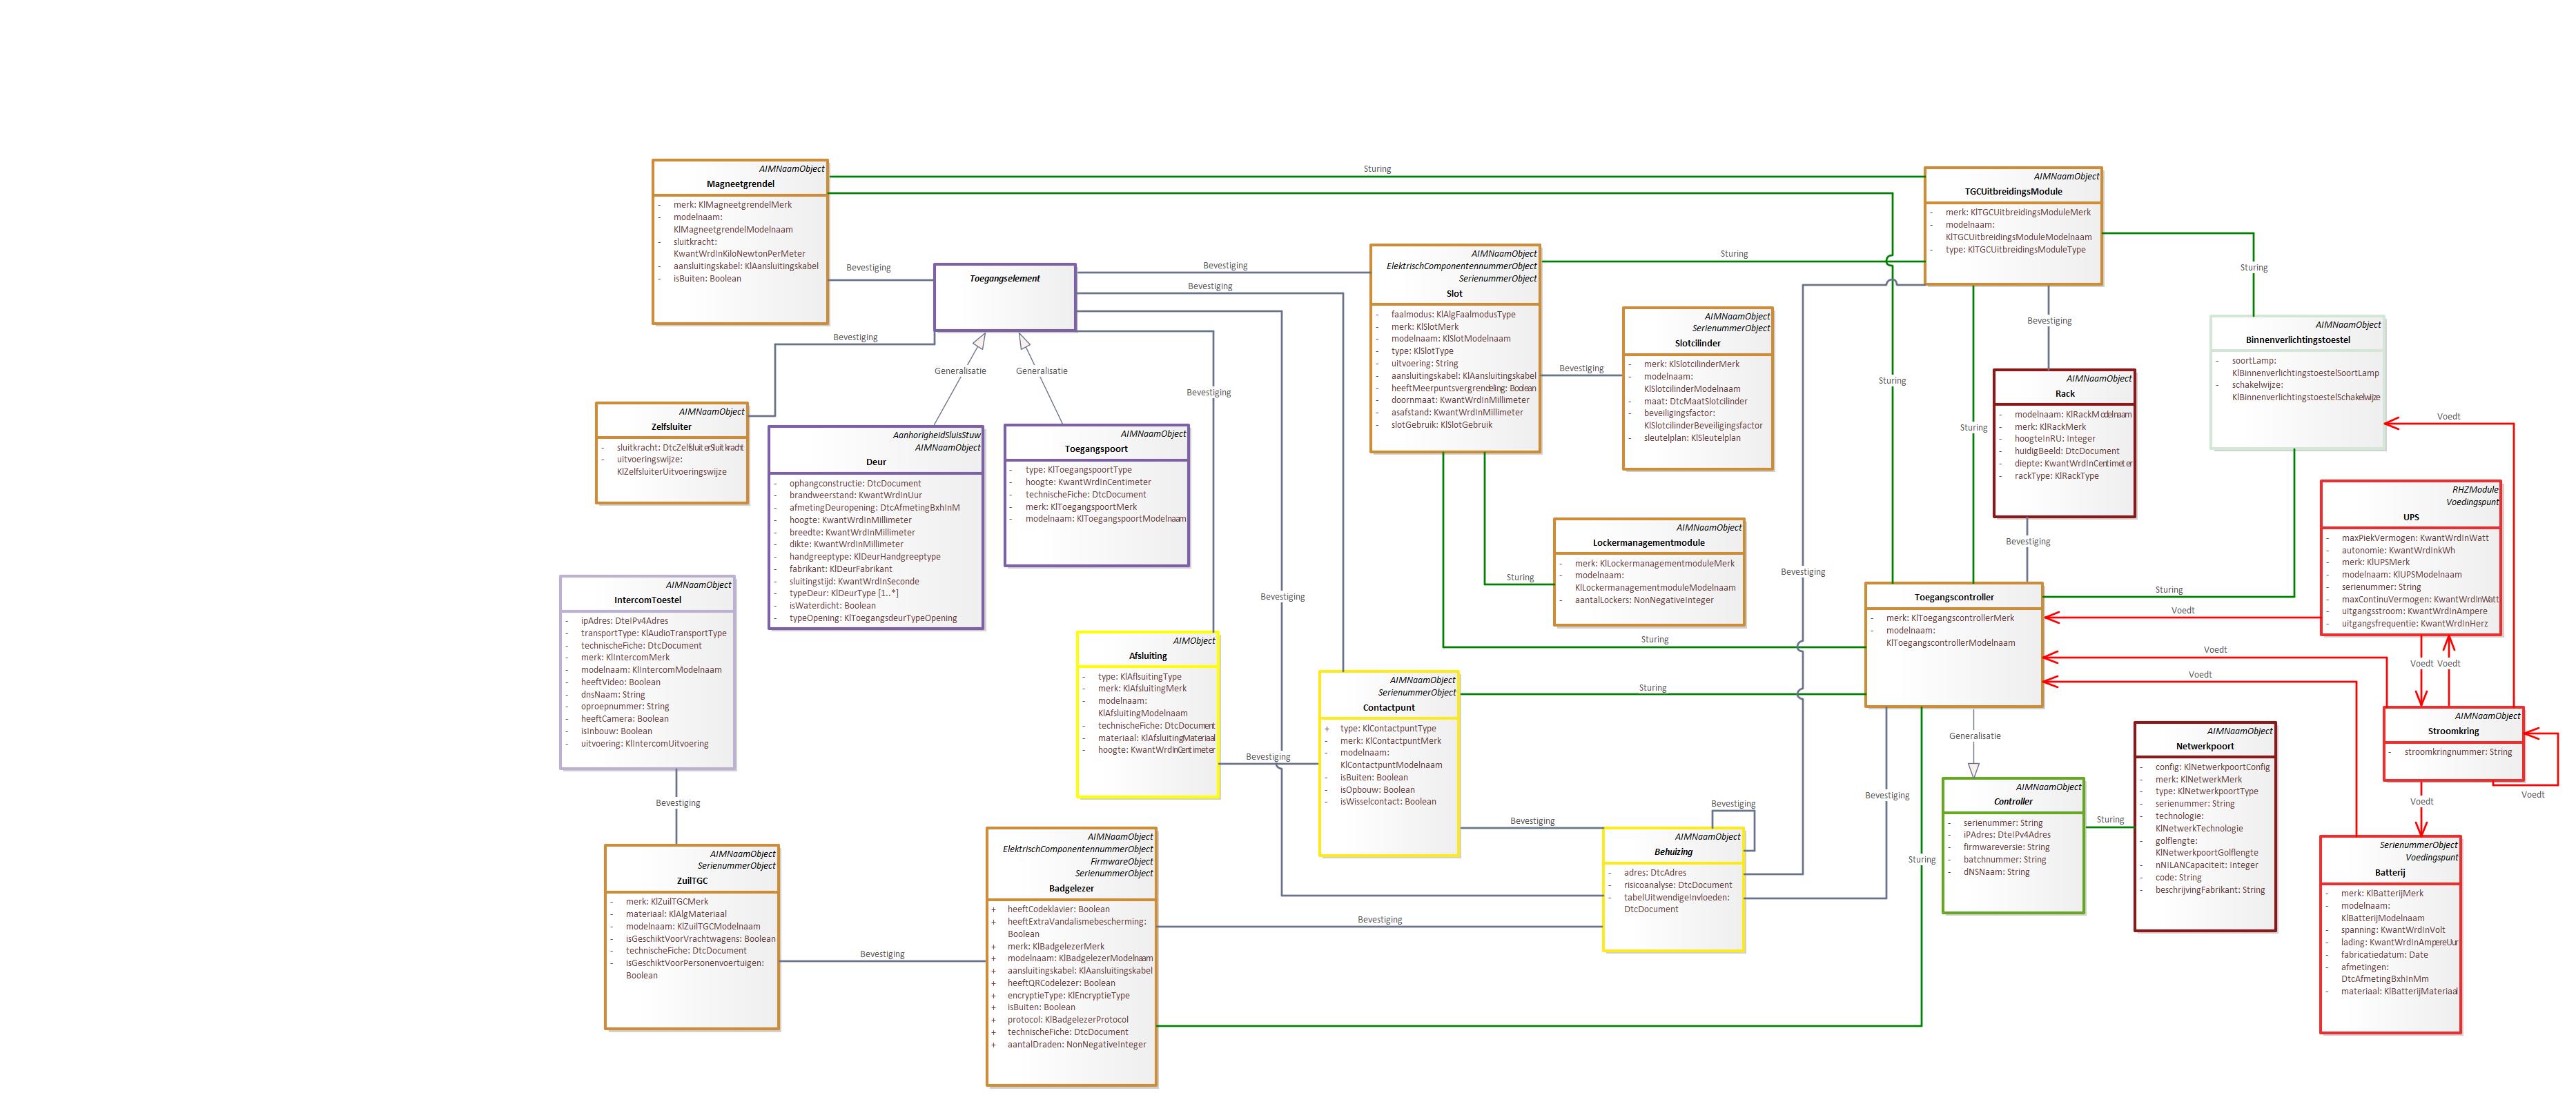 Sturing
AIMNaamObject
Magneetgrendel
- merk: KlMagneetgrendelMerk
- modelnaam:
KlMagneetgrendelModelnaam
- sluitkracht:
KwantWrdInKiloNewtonPerMeter
- aansluitingskabel: KlAansluitingskabel
- isBuiten: Boolean
AIMNaamObject
TGCUitbreidingsModule
- merk: KlTGCUitbreidingsModuleMerk
- modelnaam:
KlTGCUitbreidingsModuleModelnaam
- type: KlTGCUitbreidingsModuleType
Bevestiging
Toegangselement
Bevestiging
Bevestiging
Bevestiging
Generalisatie
Generalisatie
Bevestiging
AIMNaamObject
ElektrischComponentennummerObject
SerienummerObject
Slot
- faalmodus: KlAlgFaalmodusType
- merk: KlSlotMerk
- modelnaam: KlSlotModelnaam
- type: KlSlotType
- uitvoering: String
- aansluitingskabel: KlAansluitingskabel
- heeftMeerpuntsvergrendeling: Boolean
- doornmaat: KwantWrdInMillimeter
- asafstand: KwantWrdInMillimeter
- slotGebruik: KlSlotGebruik
Sturing
Bevestiging
AIMNaamObject
SerienummerObject
Slotcilinder
- merk: KlSlotcilinderMerk
- modelnaam:
KlSlotcilinderModelnaam
- maat: DtcMaatSlotcilinder
- beveiligingsfactor:
KlSlotcilinderBeveiligingsfactor
- sleutelplan: KlSleutelplan
Sturing
Sturing
Bevestiging
Sturing
AIMNaamObject
Binnenverlichtingstoestel
- soortLamp:
KlBinnenverlichtingstoestelSoortLamp
- schakelwijze:
KlBinnenverlichtingstoestelSchakelwijze
AIMNaamObject
Rack
- modelnaam: KlRackModelnaam
- merk: KlRackMerk
- hoogteInRU: Integer
- huidigBeeld: DtcDocument
- diepte: KwantWrdInCentimeter
- rackType: KlRackType
Voedt
AIMNaamObject
Zelfsluiter
- sluitkracht: DtcZelfsluiterSluitkracht
- uitvoeringswijze:
KlZelfsluiterUitvoeringswijze
AanhorigheidSluisStuw
AIMNaamObject
Deur
- ophangconstructie: DtcDocument
- brandweerstand: KwantWrdInUur
- afmetingDeuropening: DtcAfmetingBxhInM
- hoogte: KwantWrdInMillimeter
- breedte: KwantWrdInMillimeter
- dikte: KwantWrdInMillimeter
- handgreeptype: KlDeurHandgreeptype
- fabrikant: KlDeurFabrikant
- sluitingstijd: KwantWrdInSeconde
- typeDeur: KlDeurType [1..*]
- isWaterdicht: Boolean
- typeOpening: KlToegangsdeurTypeOpening
AIMNaamObject
Toegangspoort
- type: KlToegangspoortType
- hoogte: KwantWrdInCentimeter
- technischeFiche: DtcDocument
- merk: KlToegangspoortMerk
- modelnaam: KlToegangspoortModelnaam
RHZModule
Voedingspunt
UPS
- maxPiekVermogen: KwantWrdInWatt
- autonomie: KwantWrdInkWh
- merk: KlUPSMerk
- modelnaam: KlUPSModelnaam
- serienummer: String
- maxContinuVermogen: KwantWrdInWatt
- uitgangsstroom: KwantWrdInAmpere
- uitgangsfrequentie: KwantWrdInHerz
AIMNaamObject
Lockermanagementmodule
- merk: KlLockermanagementmoduleMerk
- modelnaam:
KlLockermanagementmoduleModelnaam
- aantalLockers: NonNegativeInteger
Sturing
Bevestiging
Bevestiging
Bevestiging
AIMNaamObject
IntercomToestel
- ipAdres: DteIPv4Adres
- transportType: KlAudioTransportType
- technischeFiche: DtcDocument
- merk: KlIntercomMerk
- modelnaam: KlIntercomModelnaam
- heeftVideo: Boolean
- dnsNaam: String
- oproepnummer: String
- heeftCamera: Boolean
- isInbouw: Boolean
- uitvoering: KlIntercomUitvoering
Toegangscontroller
- merk: KlToegangscontrollerMerk
- modelnaam:
KlToegangscontrollerModelnaam
Sturing
Voedt
Voedt
Voedt
Voedt
Voedt
Sturing
Sturing
AIMObject
Afsluiting
- type: KlAfsluitingType
- merk: KlAfsluitingMerk
- modelnaam:
KlAfsluitingModelnaam
- technischeFiche: DtcDocument
- materiaal: KlAfsluitingMateriaal
- hoogte: KwantWrdInCentimeter
Bevestiging
AIMNaamObject
SerienummerObject
Contactpunt
+ type: KlContactpuntType
- merk: KlContactpuntMerk
- modelnaam:
KlContactpuntModelnaam
- isBuiten: Boolean
- isOpbouw: Boolean
- isWisselcontact: Boolean
AIMNaamObject
Stroomkring
- stroomkringnummer: String
Voedt
Voedt
Generalisatie
AIMNaamObject
Netwerkpoort
- config: KlNetwerkpoortConfig
- merk: KlNetwerkMerk
- type: KlNetwerkpoortType
- serienummer: String
- technologie:
KlNetwerkTechnologie
- golflengte:
KlNetwerkpoortGolflengte
- nNILANCapaciteit: Integer
- code: String
- beschrijvingFabrikant: String
AIMNaamObject
Controller
- serienummer: String
- iPAdres: DteIPv4Adres
- firmwareversie: String
- batchnummer: String
- dNSNaam: String
Sturing
Bevestiging
Bevestiging
Bevestiging
Bevestiging
AIMNaamObject
Behuizing
- adres: DtcAdres
- risicoanalyse: DtcDocument
- tabelUitwendigeInvloeden:
DtcDocument
Sturing
SerienummerObject
Voedingspunt
Batterij
- merk: KlBatterijMerk
- modelnaam:
KlBatterijModelnaam
- spanning: KwantWrdInVolt
- lading: KwantWrdInAmpereUur
- fabricatiedatum: Date
- afmetingen:
DtcAfmetingBxhInMm
- materiaal: KlBatterijMateriaal
AIMNaamObject
SerienummerObject
ZuilTGC
- merk: KlZuilTGCMerk
- materiaal: KlAlgMateriaal
- modelnaam: KlZuilTGCModelnaam
- isGeschiktVoorVrachtwagens: Boolean
- technischeFiche: DtcDocument
- isGeschiktVoorPersonenvoertuigen:
Boolean
Bevestiging
AIMNaamObject
ElektrischComponentennummerObject
FirmwareObject
SerienummerObject
Badgelezer
+ heeftCodeklavier: Boolean
+ heeftExtraVandalismebescherming:
Boolean
+ merk: KlBadgelezerMerk
+ modelnaam: KlBadgelezerModelnaam
+ aansluitingskabel: KlAansluitingskabel
+ heeftQRCodelezer: Boolean
+ encryptieType: KlEncryptieType
+ isBuiten: Boolean
+ protocol: KlBadgelezerProtocol
+ technischeFiche: DtcDocument
+ aantalDraden: NonNegativeInteger
Bevestiging